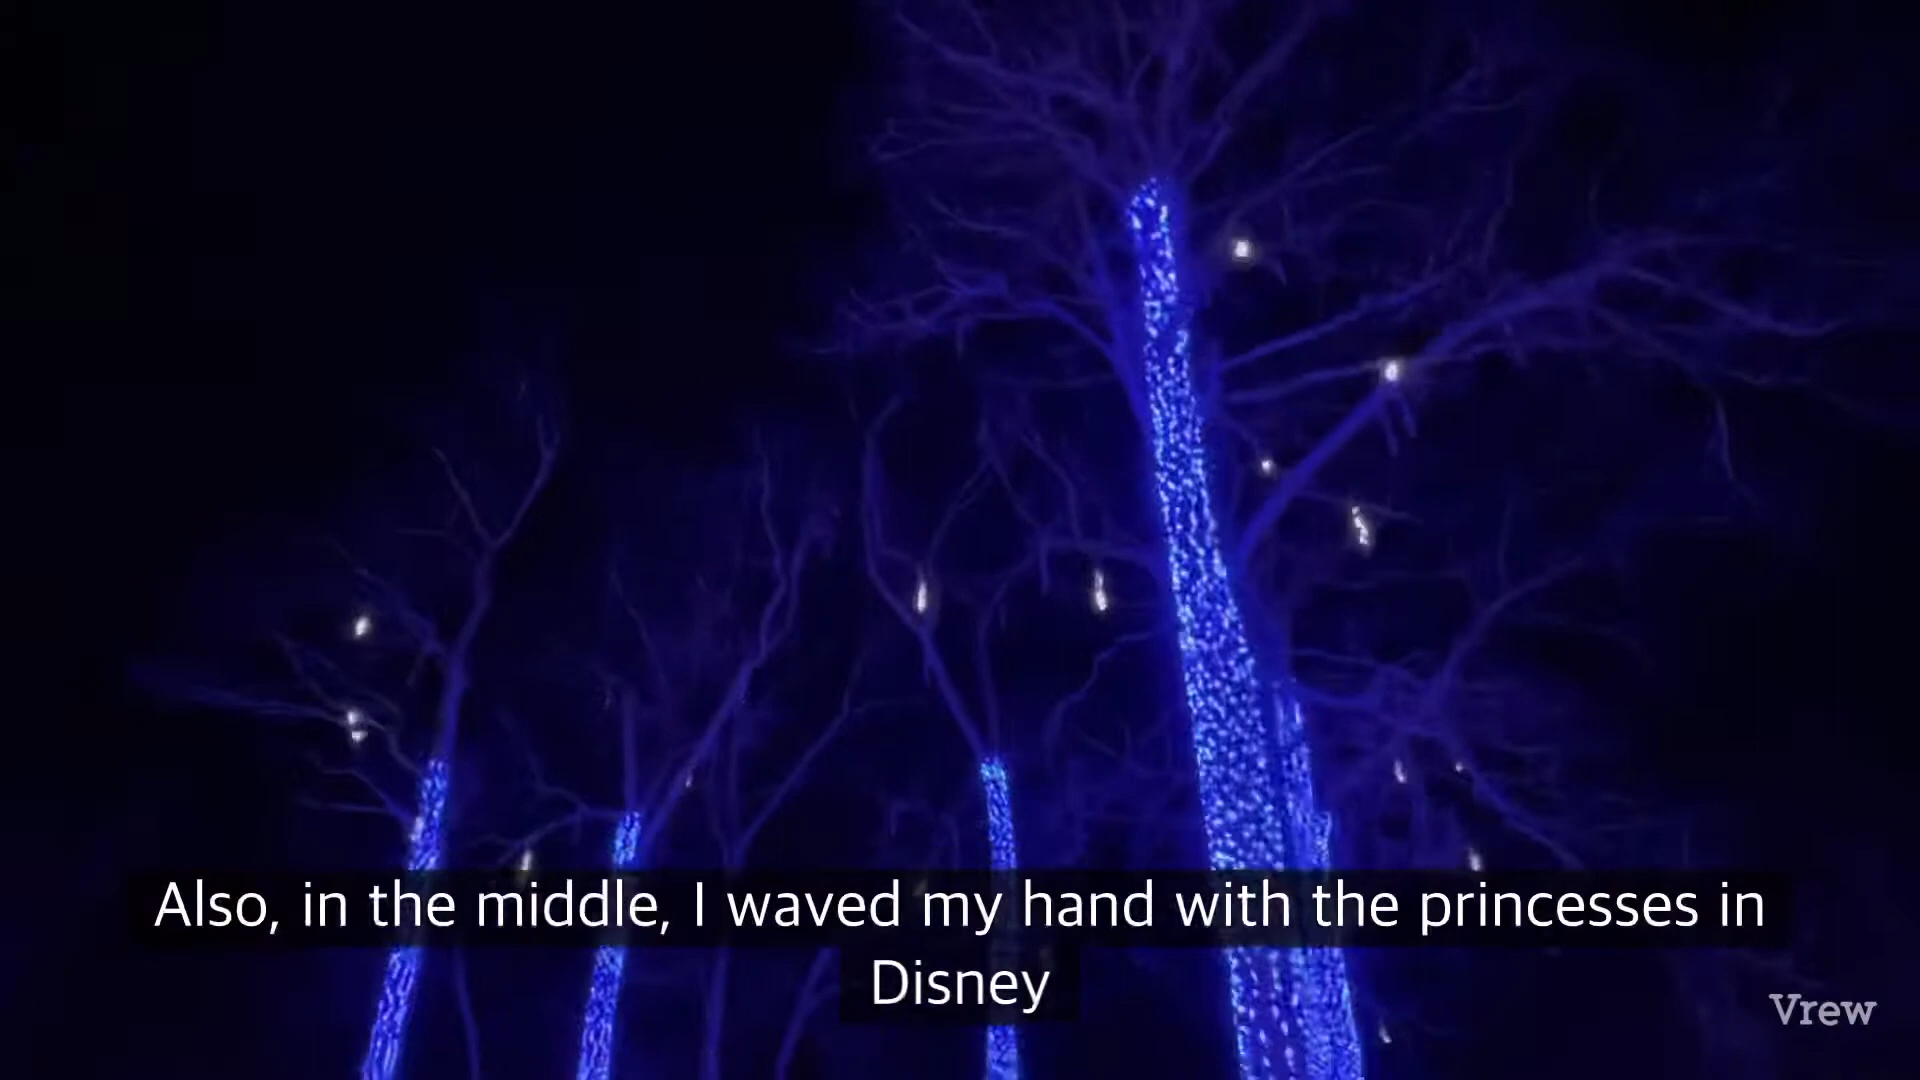 Also, in the middle, I waved my hand with the princesses in
Disney
Vrew